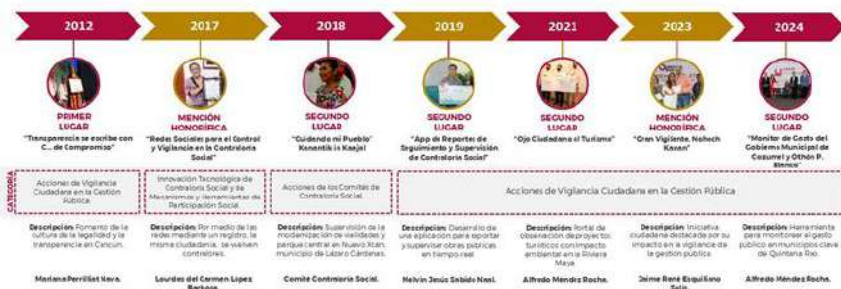 2012
2017
2018
2019
2021
2023
2024
PRIMER
LUGAR
"Transparencia se escribe con
C... de Compromiso"
MENCIÓN
HONORÍFICA
"Redes Sociales para el Control
y Vigilancia en la Contraloría
Social"
SEGUNDO
LUGAR
"Cuidando mi Pueblo"
Kanantik in Kaajal
SEGUNDO
LUGAR
"App de Reportes de
Seguimiento y Supervisión
de Contraloría Social"
SEGUNDO
LUGAR
"Ojo Ciudadano al Turismo"
MENCIÓN
HONORÍFICA
"Gran Vigilante, Nohoch
SEGUNDO
LUGAR
"Monitor de Gasto del
Gobierno Municipal de
Cozumel y Othón P.
Blanco"
CATEGORÍA
Acciones de Vigilancia
Ciudadana en la Gestión
Pública
Innovación Tecnológica de
Contraloría Social y de
Mecanismos y Herramientas de
Participación Social
Acciones de los Comités de
Contraloría Social
Acciones de Vigilancia Ciudadana en la Gestión Pública
Descripción: Fomento de la
cultura de la legalidad y la
transparencia en Cancún.
Descripción: Por medio de las
redes mediante un registro, la
misma ciudadanía, se vuelven
contralores.
Descripción: Supervisión de la
modernización de vialidades y
parque central en Nuevo Xcán,
municipio de Lázaro Cárdenas.
Descripción: Desarrollo de
una aplicación para reportar
y supervisar obras públicas
en tiempo real
Descripción: Portal de
observación de proyectos
turísticos con impacto
ambiental en la Riviera
Maya
Descripción: Iniciativa
ciudadana destacada por su
impacto en la vigilancia de
la gestión pública.
Descripción: Herramienta
para monitorear el gasto
público en municipios clave
de Quintana Roo.
Mariana Perrilliat Nava.
Lourdes del Carmen López
Comité Contraloría Social.
Jesús Sabido Naal.
Alfredo Méndez Rocha.
Jaime René Esquiliano
Solís.
Alfredo Méndez Rocha.